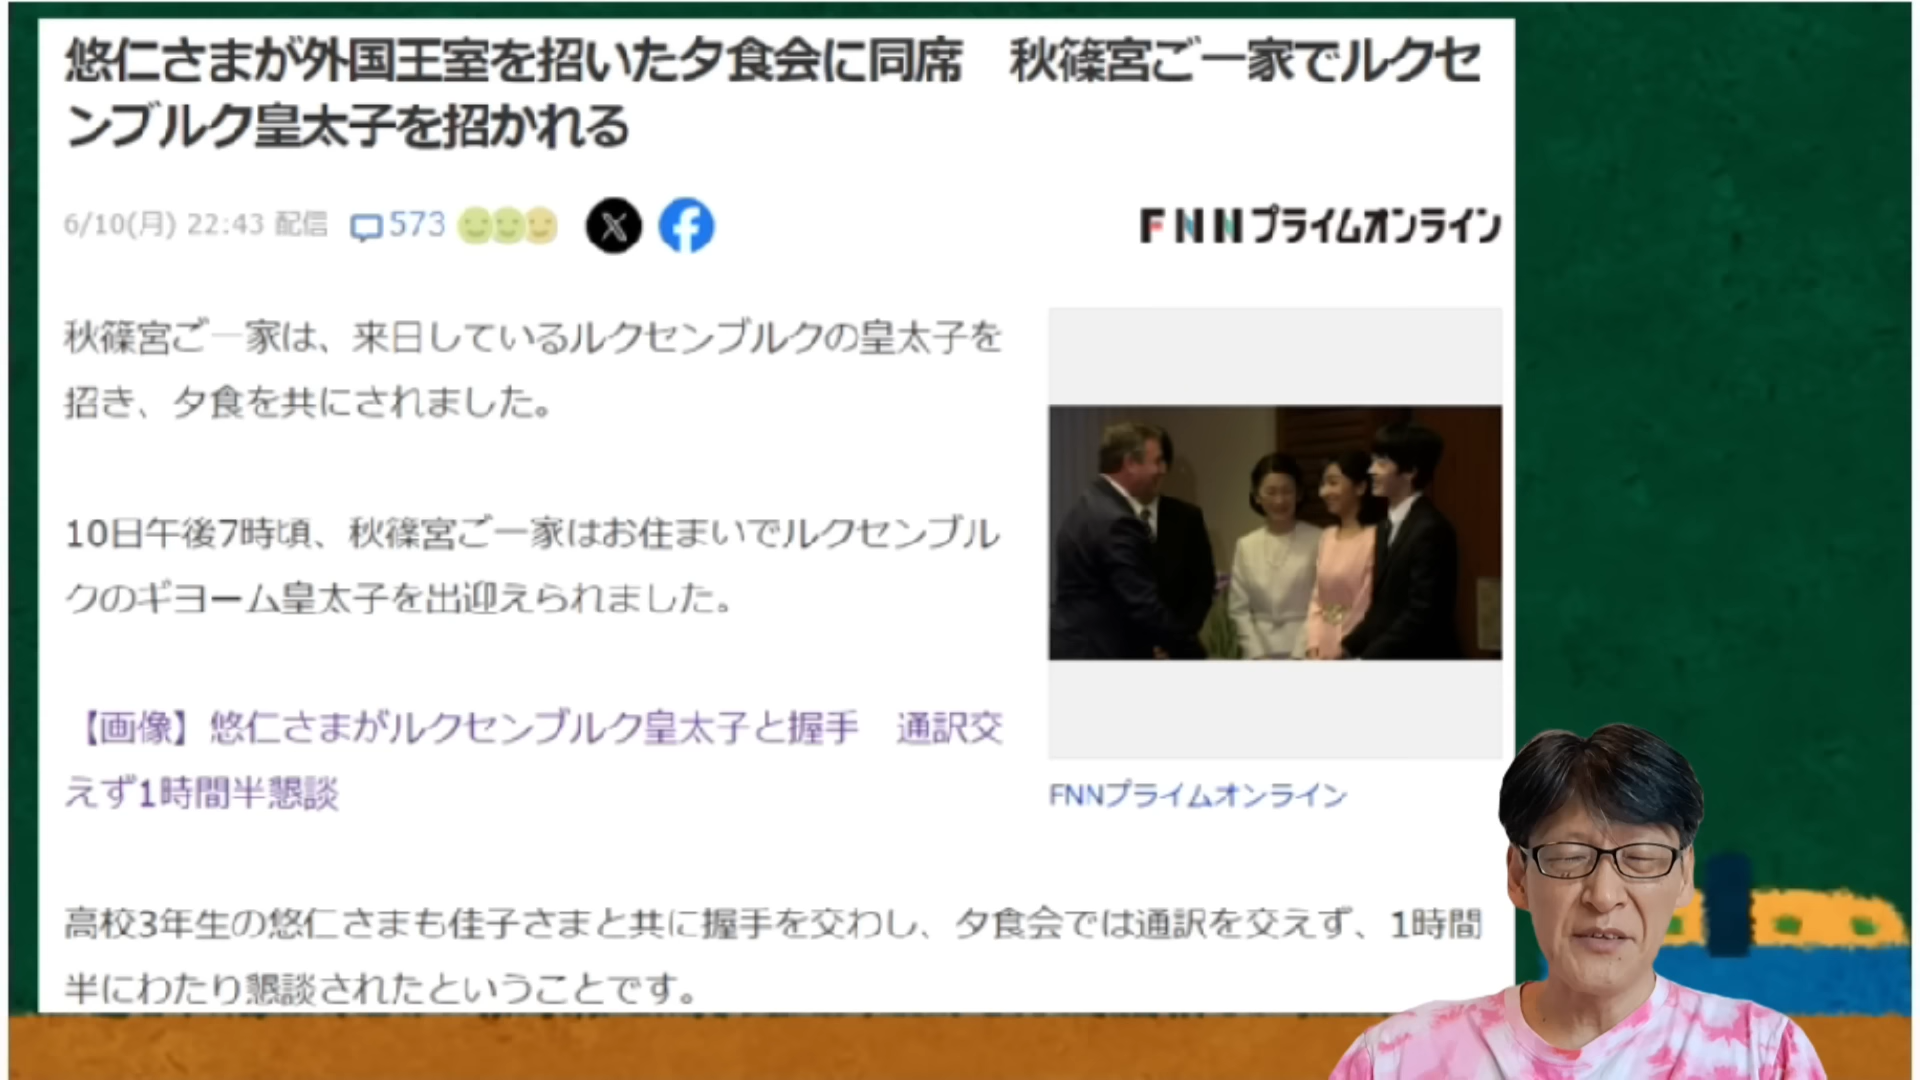 悠仁さまが外国王室を招いた夕食会に同席　秋篠宮ご一家でルクセ
ンブルク皇太子を招かれる
6/10(月) 22:43 配信 573
FNNプライムオンライン
秋篠宮ご一家は、来日しているルクセンブルクの皇太子を
招き、夕食を共にされました。
10日午後7時頃、秋篠宮ご一家はお住まいでルクセンブル
クのギヨーム皇太子を出迎えられました。
【画像】悠仁さまがルクセンブルク皇太子と握手　通訳交
えず1時間半懇談
FNNプライムオンライン
高校3年生の悠仁さまも佳子さまと共に握手を交わし、夕食会では通訳を交えず、1時間
半にわたり懇談されたということです。